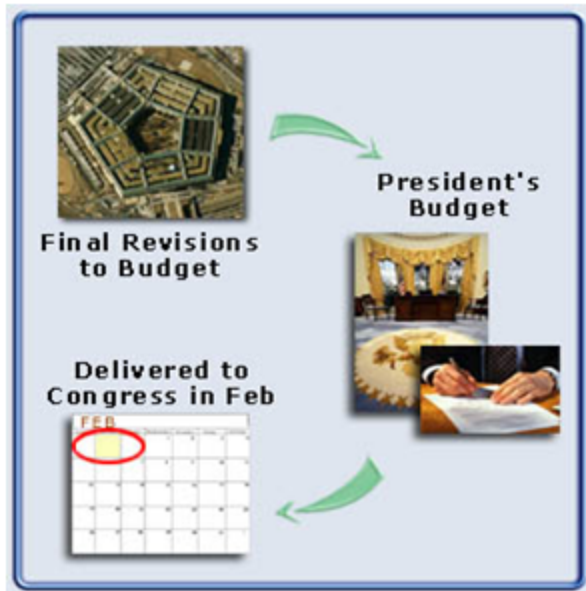 Final Revisions
to Budget
President's
Budget
Delivered to
Congress in Feb
FEB